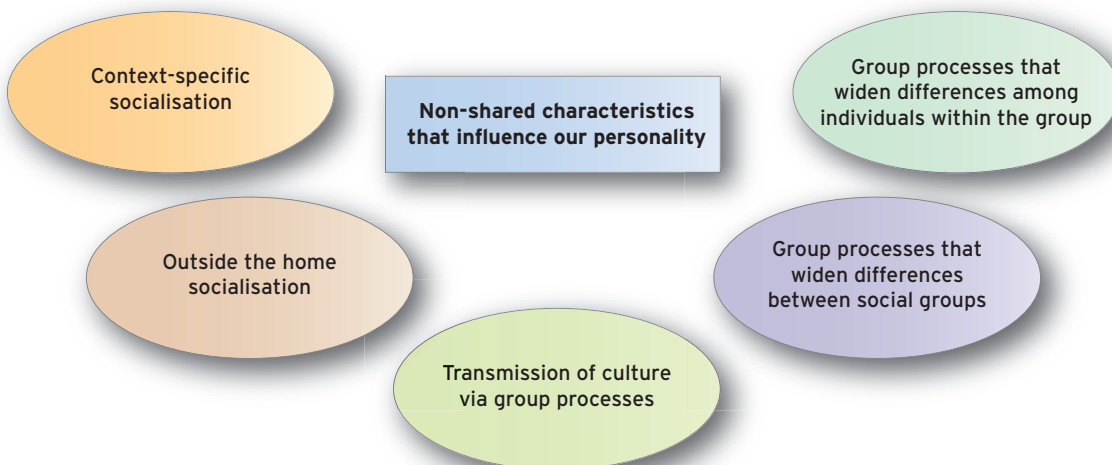 Context-specific
socialisation
Non-shared characteristics
that influence our personality
Group processes that
widen differences among
individuals within the group
Outside the home
socialisation
Group processes that
widen differences
between social groups
Transmission of culture
via group processes